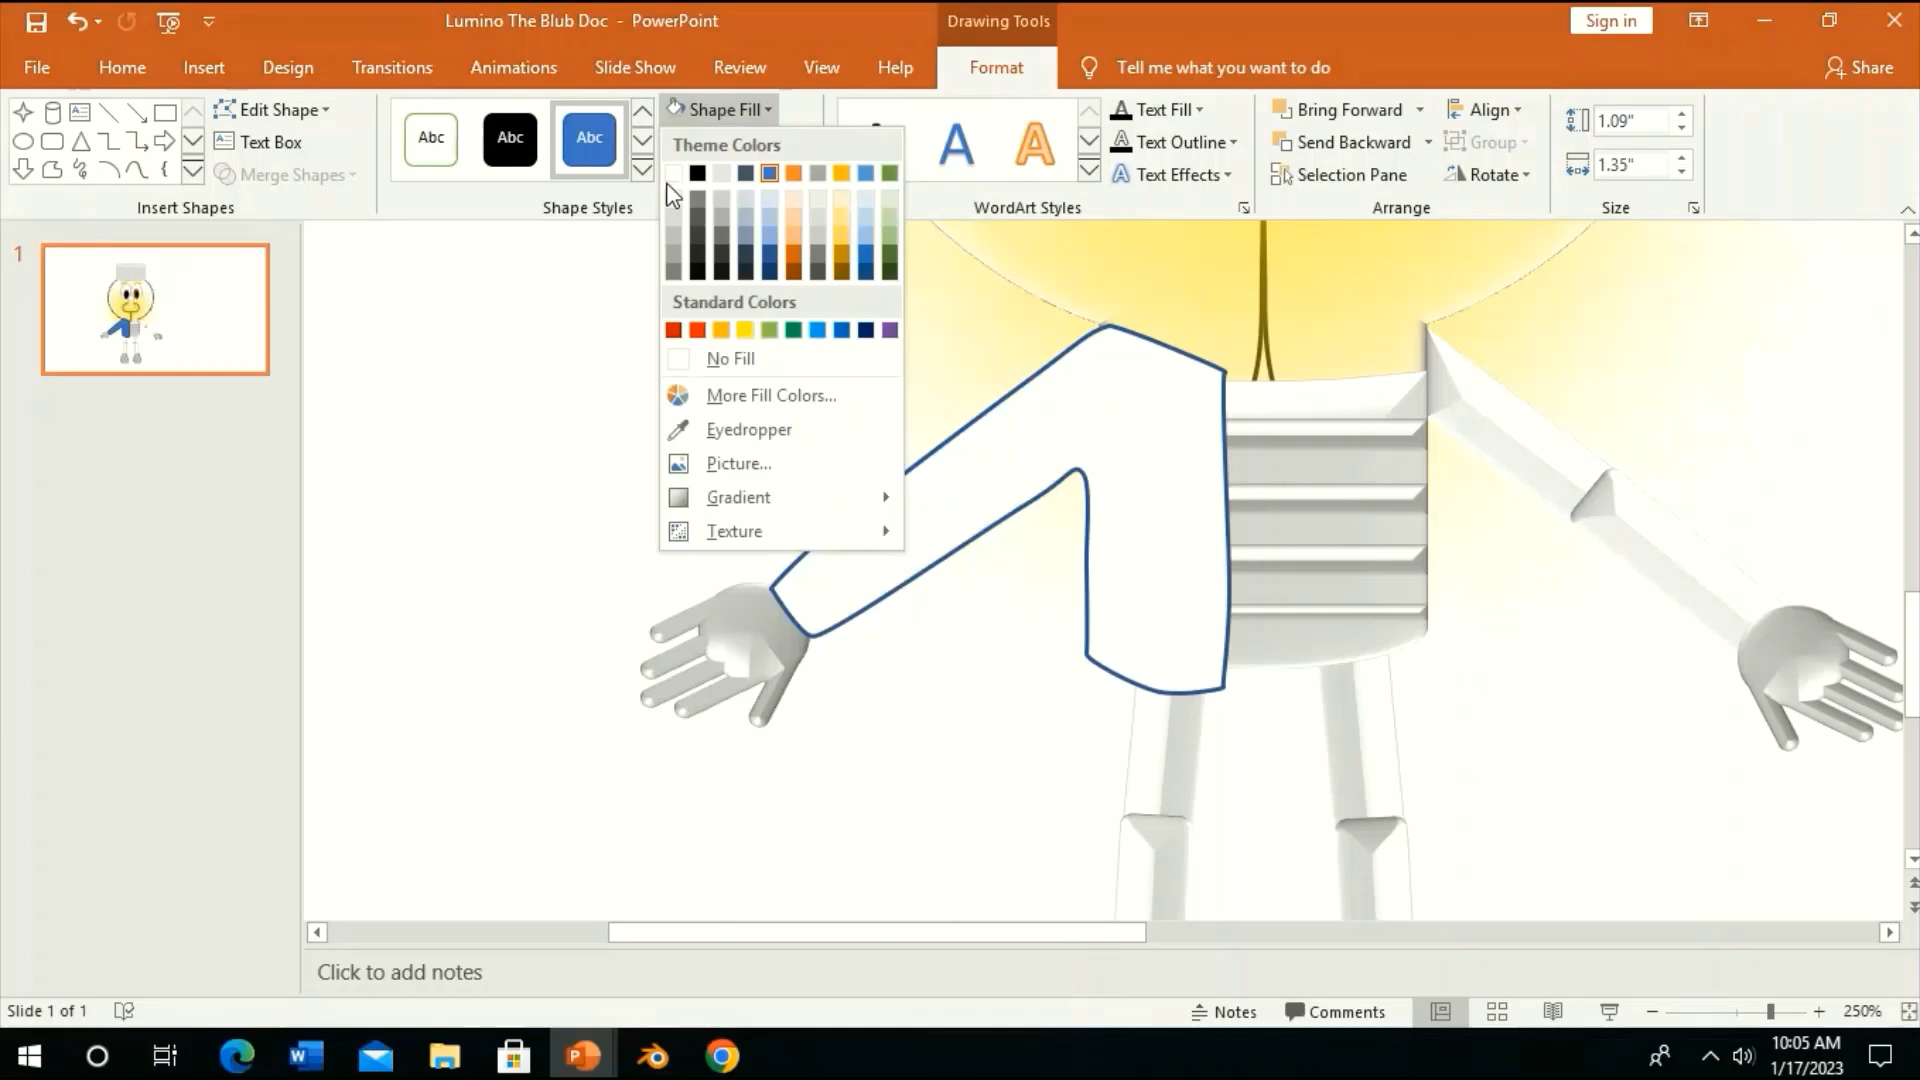 Lumino The Blub Doc - PowerPoint
Drawing Tools
Sign in
File Home Insert Design Transitions Animations Slide Show Review View Help Format Tell me what you want to do Share
Edit Shape
Text Box
Merge Shapes
Insert Shapes
Abc Abc Abc
Shape Styles
Shape Fill
Theme Colors
Standard Colors
No Fill
More Fill Colors...
Eyedropper
Picture...
Gradient
Texture
A A
Text Fill
Text Outline
Text Effects
WordArt Styles
Bring Forward
Send Backward
Selection Pane
Align
Group
Rotate
Arrange
1.09"
1.35"
Size
1
Click to add notes
Slide 1 of 1
Notes Comments 250%
10:05 AM
1/17/2023